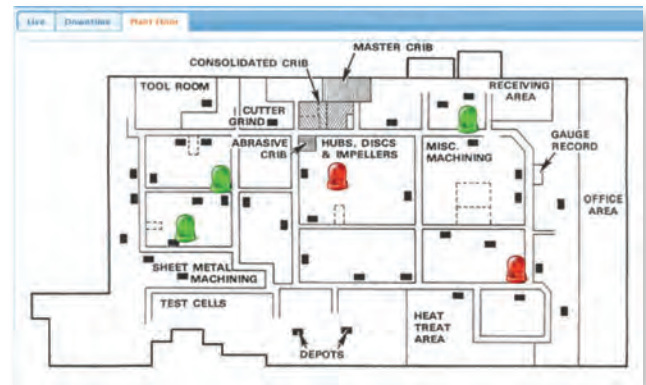 Live
Downtime
Plant Floor
MASTER CRIB
CONSOLIDATED CRIB
TOOL ROOM
RECEIVING
AREA
CUTTER
GRIND
ABRASIVE
CRIB
HUBS, DISCS
& IMPELLERS
MISC.
MACHINING
GAUGE
RECORD
OFFICE
AREA
SHEET METAL
MACHINING
TEST CELLS
HEAT
TREAT
AREA
DEPOTS